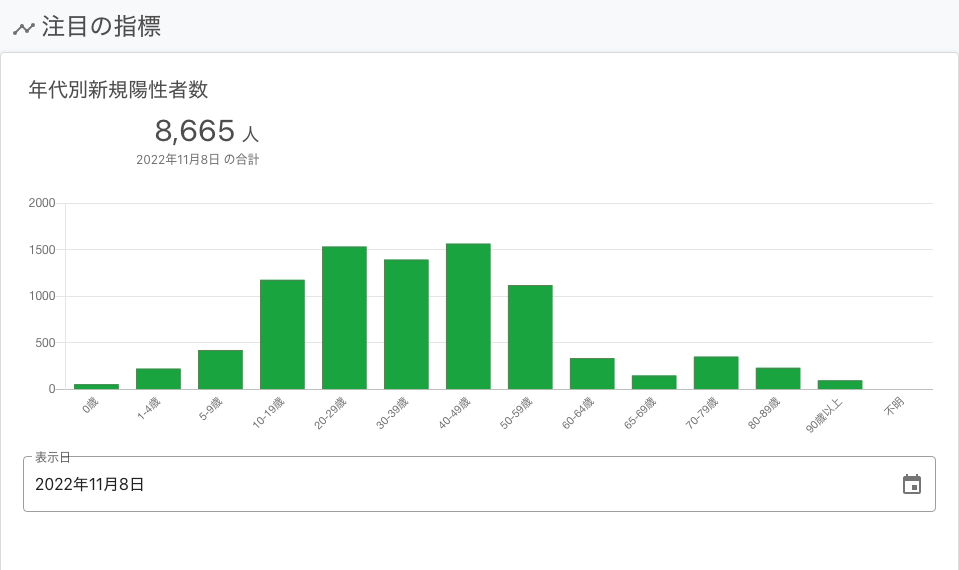 注目の指標
年代別新規陽性者数
8,665 人
2022年11月8日 の合計
2000
1500
1000
500
0
0歳
1-4歳
5-9歳
10-19歳
20-29歳
30-39歳
40-49歳
50-59歳
60-64歳
65-69歳
70-79歳
80-89歳
90歳以上
不明
表示日
2022年11月8日